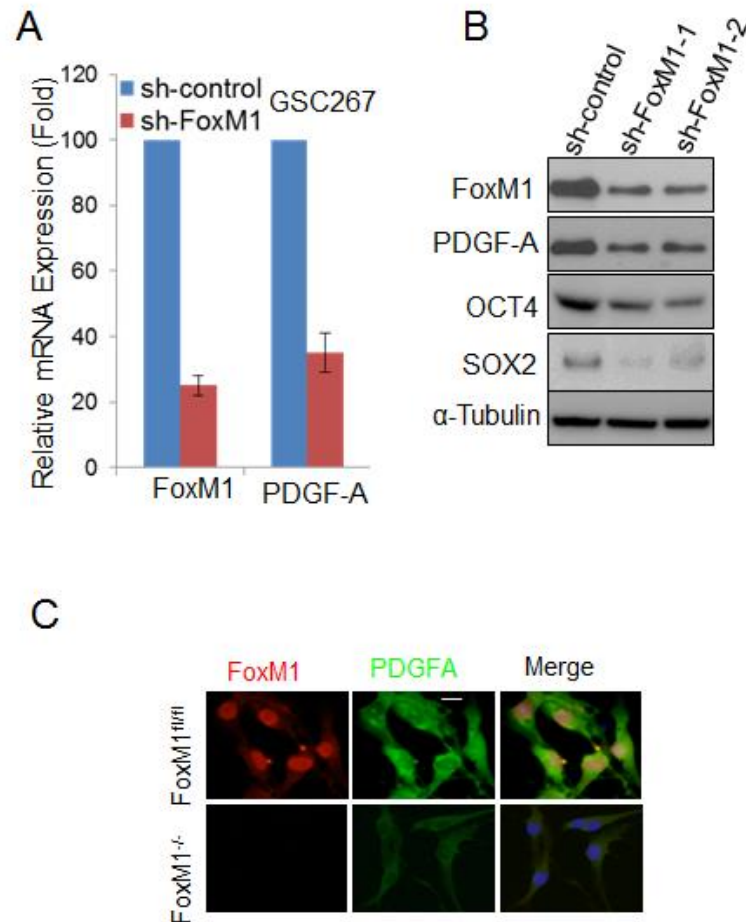 A
Relative mRNA Expression (Fold)
120
100
80
60
40
20
0
sh-control
sh-FoxM1
GSC267
FoxM1
PDGF-A
B
sh-control
sh-FoxM1-1
sh-FoxM1-2
FoxM1
PDGF-A
OCT4
SOX2
α-Tubulin
C
FoxM1
PDGFA
Merge
FoxM1fl/fl
FoxM1-/-